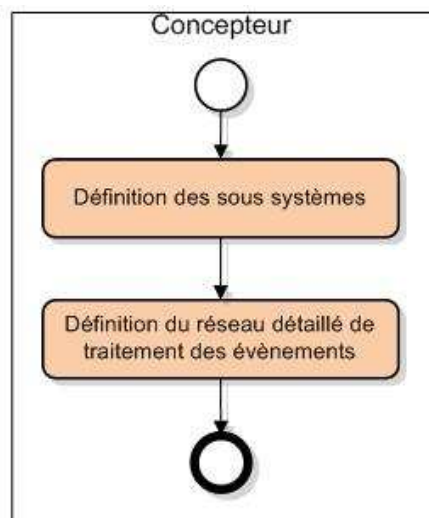 Concepteur
Définition des sous systèmes
Définition du réseau détaillé de
traitement des évènements